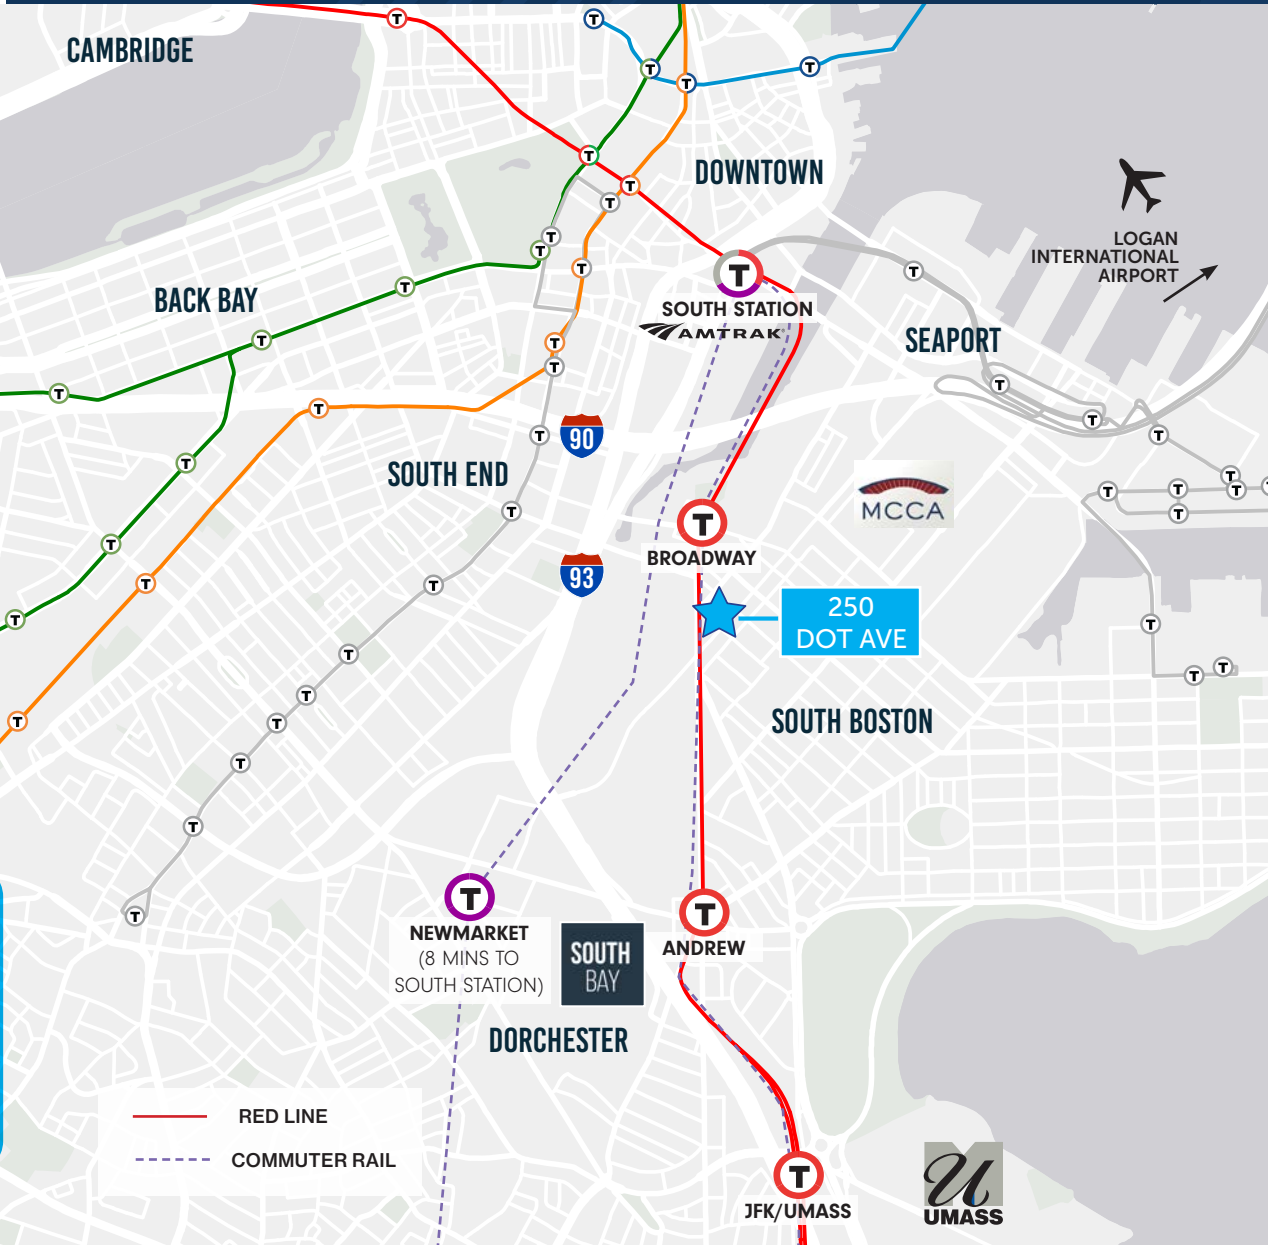 CAMBRIDGE
DOWNTOWN
LOGAN
INTERNATIONAL
AIRPORT
BACK BAY
SOUTH STATION
AMTRAK
SEAPORT
90
SOUTH END
MCCA
BROADWAY
93
250
DOT AVE
SOUTH BOSTON
NEWMARKET
(8 MINS TO
SOUTH STATION)
SOUTH
BAY
ANDREW
DORCHESTER
RED LINE
COMMUTER RAIL
JFK/UMASS
UMASS